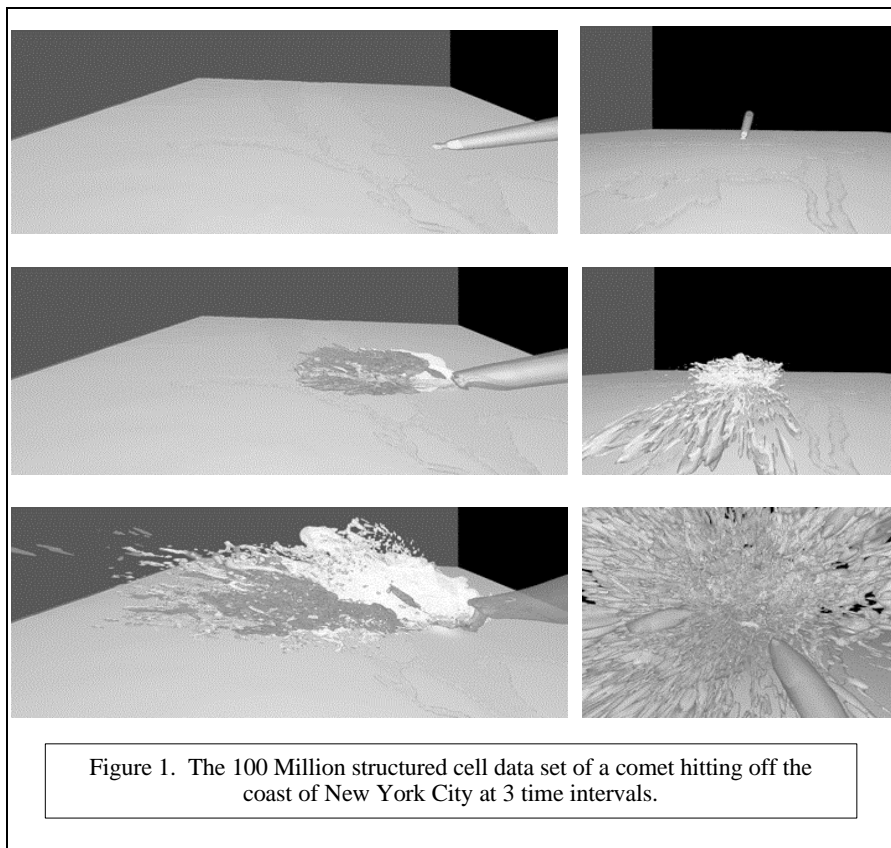 Figure 1.  The 100 Million structured cell data set of a comet hitting off the
coast of New York City at 3 time intervals.